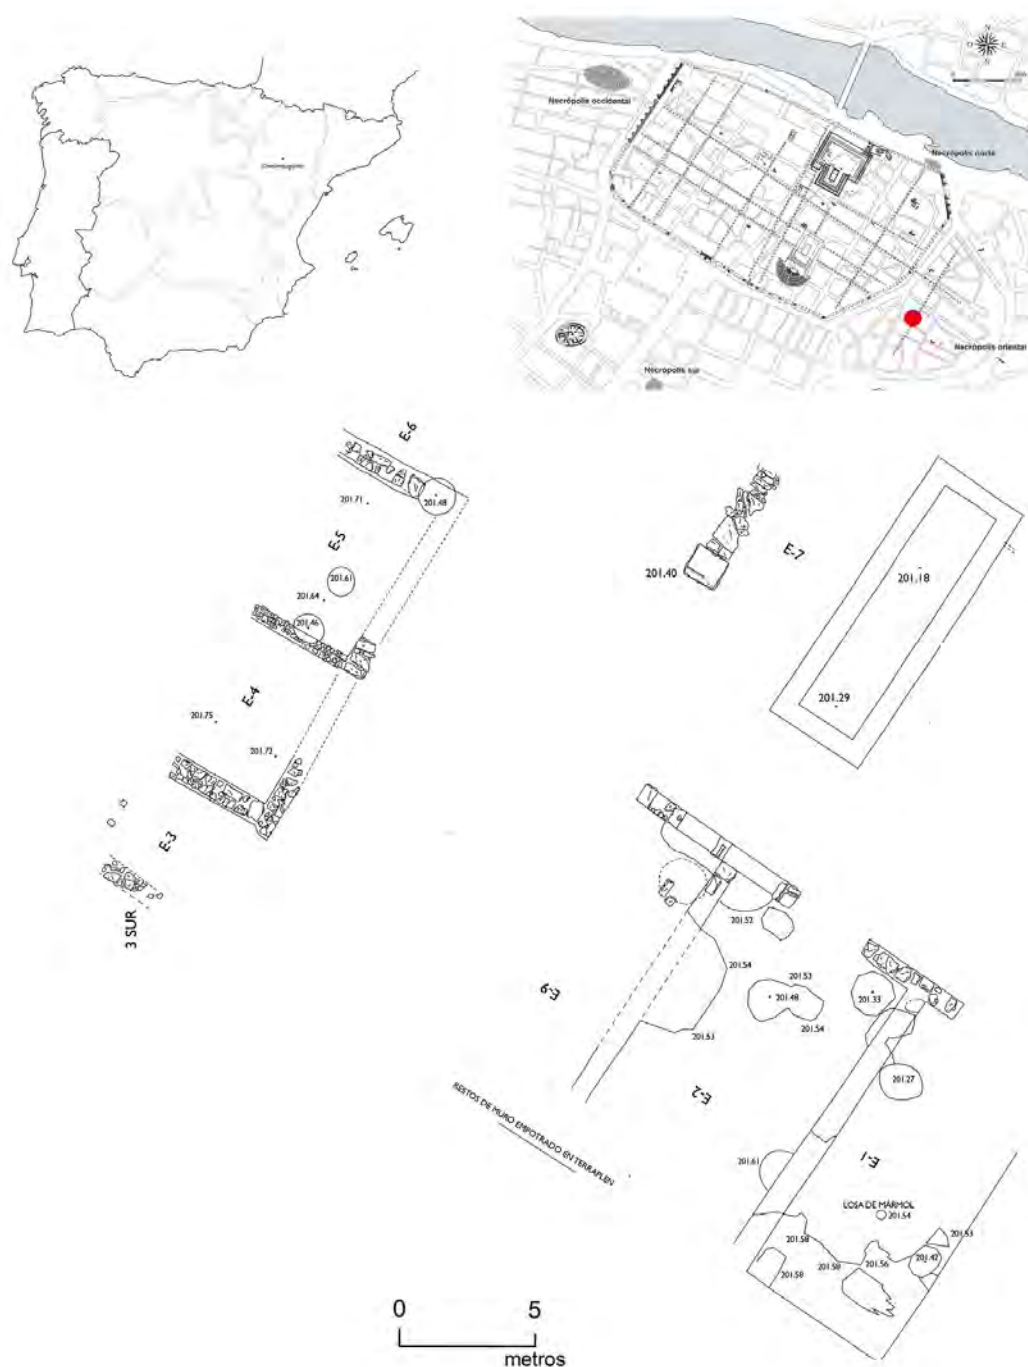 Caesaraugusta
N
O E
Necrópolis occidental
Necrópolis norte
Necrópolis oriental
Necrópolis sur
E-6
201.48
201.71
E-5
201.61
201.64
201.46
E-4
201.75
201.72
E-3
3 SUR
E-7
201.40
201.18
201.29
201.52
201.54
201.53
201.48
201.54
201.33
201.53
E-9
201.27
E-2
RESTOS DE MURO EMPOTRADO EN TERRAPLEN
201.61
E-1
LOSA DE MÁRMOL
201.54
201.53
201.58
201.42
201.58
201.56
201.58
0 5
metros